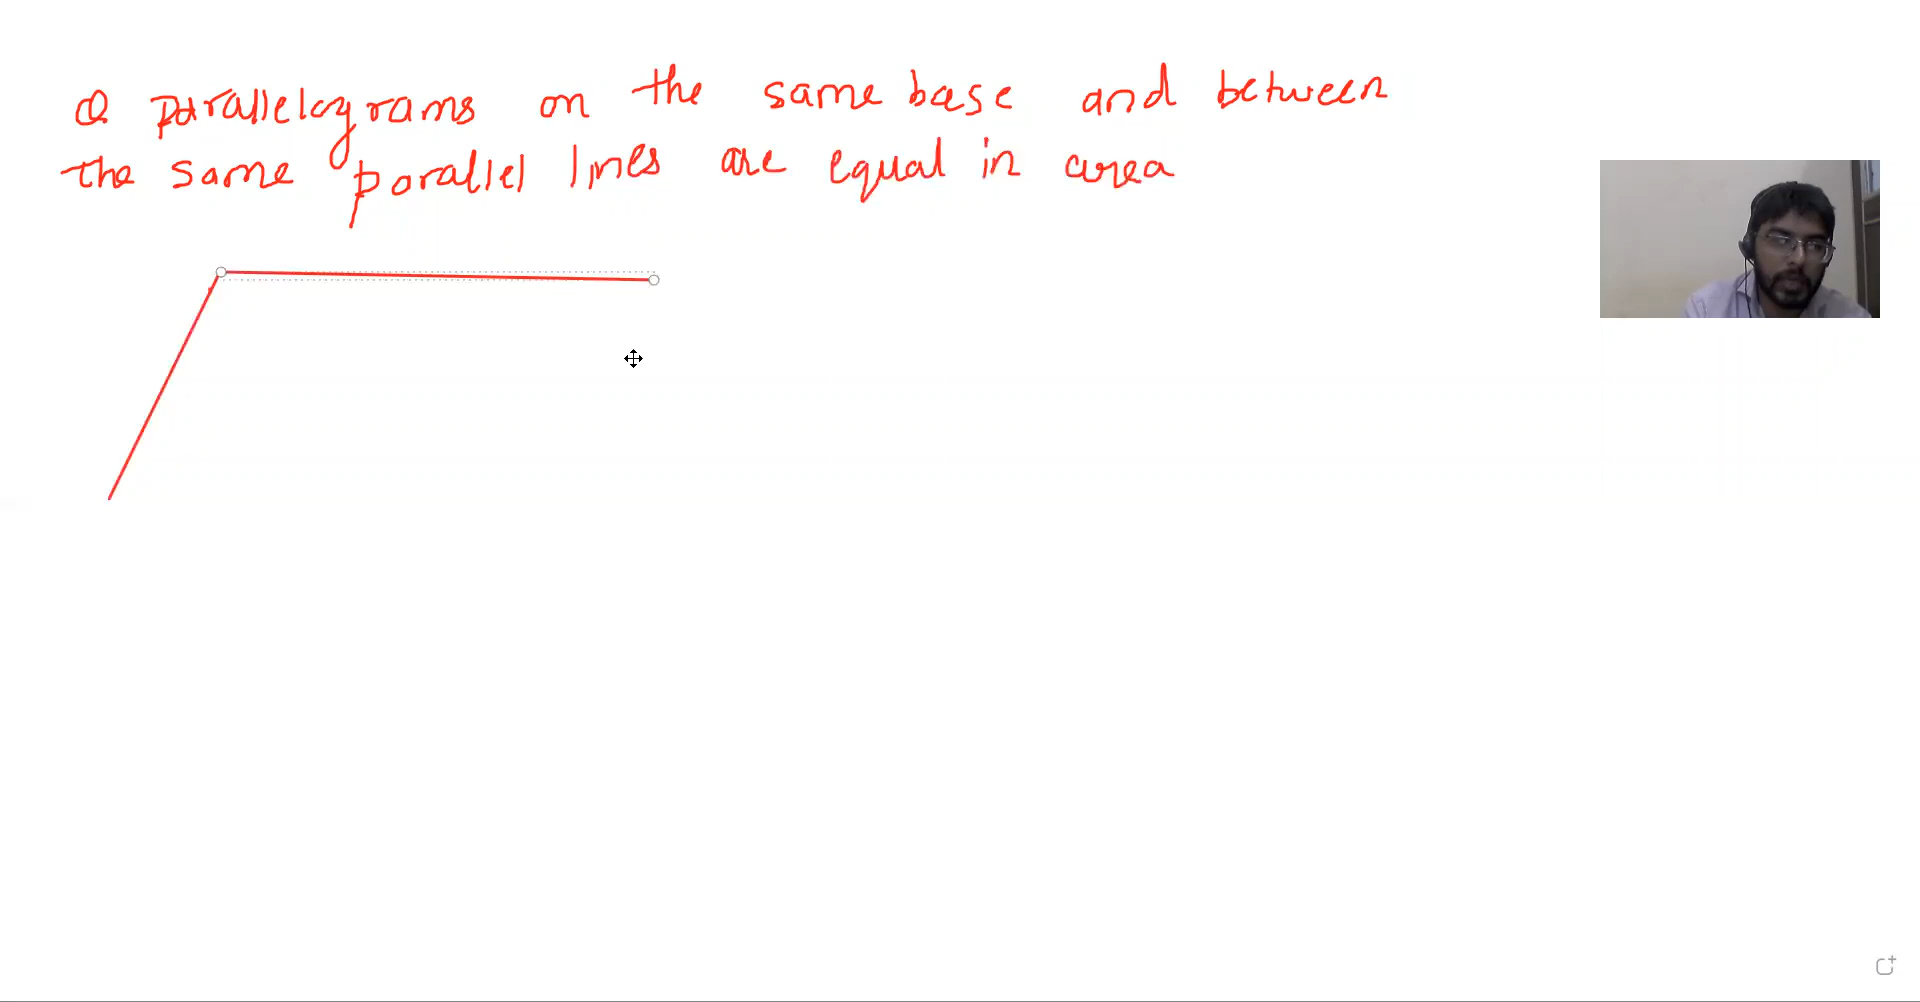 Q parallelograms on the same base and between
the same parallel lines are equal in area